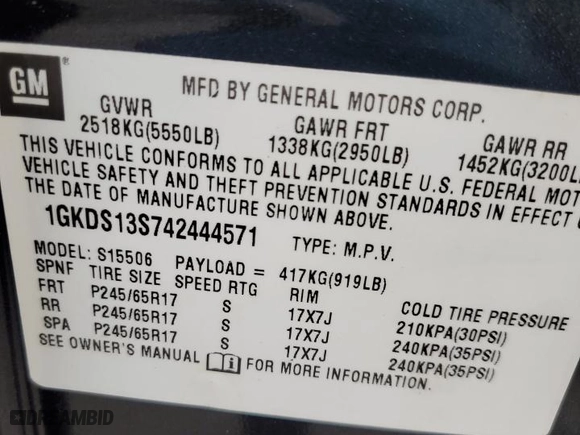 GM ®
MFD BY GENERAL MOTORS CORP.
GVWR GAWR FRT GAWR RR
2518KG(5550LB) 1338KG(2950LB) 1452KG(3200L
THIS VEHICLE CONFORMS TO ALL APPLICABLE U.S. FEDERAL MOT
VEHICLE SAFETY AND THEFT PREVENTION STANDARDS IN EFFECT
THE DATE OF MANUFACTURE SHOWN ABOVE.
1GKDS13S742444571 TYPE: M.P.V.
MODEL: S15506 PAYLOAD = 417KG(919LB)
SPNF TIRE SIZE SPEED RTG RIM COLD TIRE PRESSURE
FRT P245/65R17 S 17X7J 210KPA(30PSI)
RR P245/65R17 S 17X7J 240KPA(35PSI)
SPA P245/65R17 S 17X7J 240KPA(35PSI)
SEE OWNER'S MANUAL FOR MORE INFORMATION.
DREAMBID